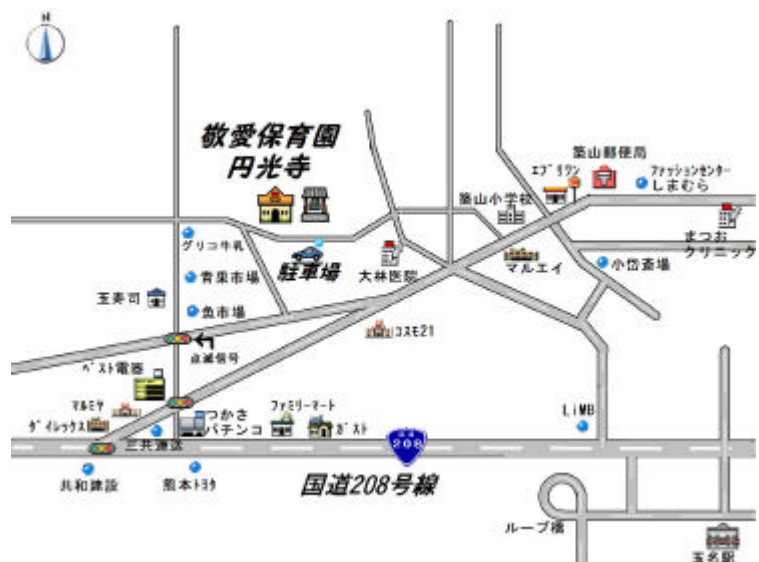 N
敬愛保育園
円光寺
築山郵便局
エブリワン
ファッションセンター
しまむら
築山小学校
まつお
クリニック
グリコ牛乳
駐車場
大林医院
マルエイ
小岱斎場
青果市場
玉寿司
魚市場
コスモ21
点滅信号
ベスト電器
マルミヤ
ダイレックス
つかさ
パチンコ
ファミリーマート
ガスト
LiMB
三共運送
208
共和建設
熊本トヨタ
国道208号線
ループ橋
玉名駅